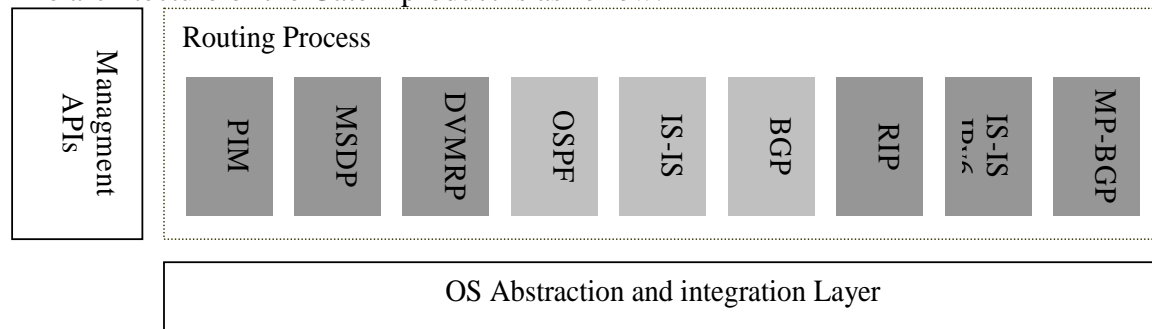 Routing Process
Managment
APIs
PIM
MSDP
DVMRP
OSPF
IS-IS
BGP
RIP
IS-IS
MP-BGP
OS Abstraction and integration Layer